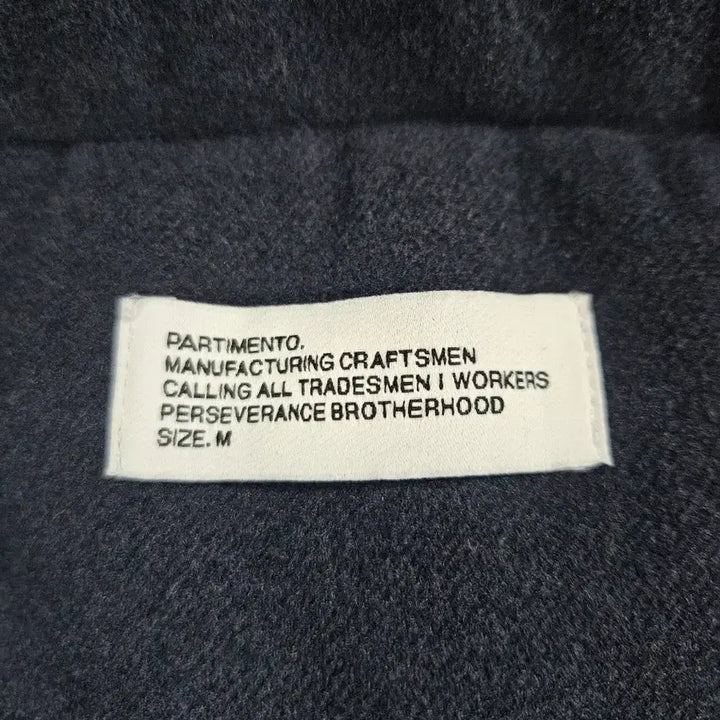 PARTIMENTO.
MANUFACTURING CRAFTSMEN
CALLING ALL TRADESMEN I WORKERS
PERSEVERANCE BROTHERHOOD
SIZE. M